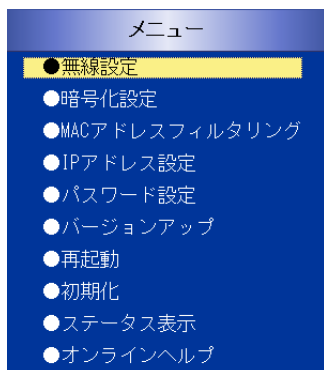 メニュー
●無線設定
●暗号化設定
●MACアドレスフィルタリング
●IPアドレス設定
●パスワード設定
●バージョンアップ
●再起動
●初期化
●ステータス表示
●オンラインヘルプ